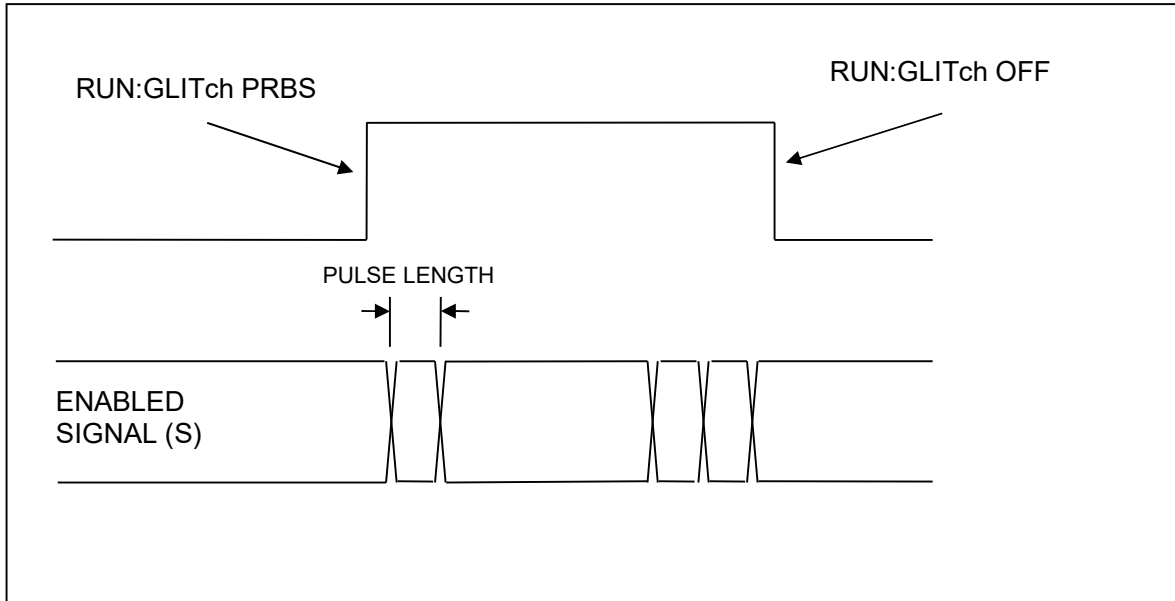 RUN:GLITch PRBS
RUN:GLITch OFF
PULSE LENGTH
ENABLED
SIGNAL (S)